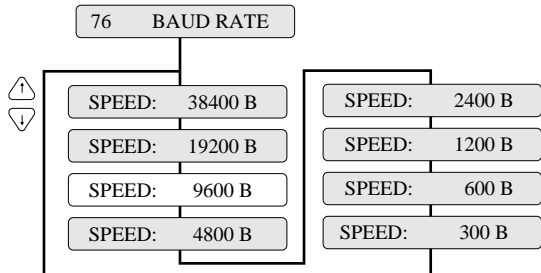 76 BAUD RATE
SPEED: 38400 B
SPEED: 19200 B
SPEED: 9600 B
SPEED: 4800 B
SPEED: 2400 B
SPEED: 1200 B
SPEED: 600 B
SPEED: 300 B